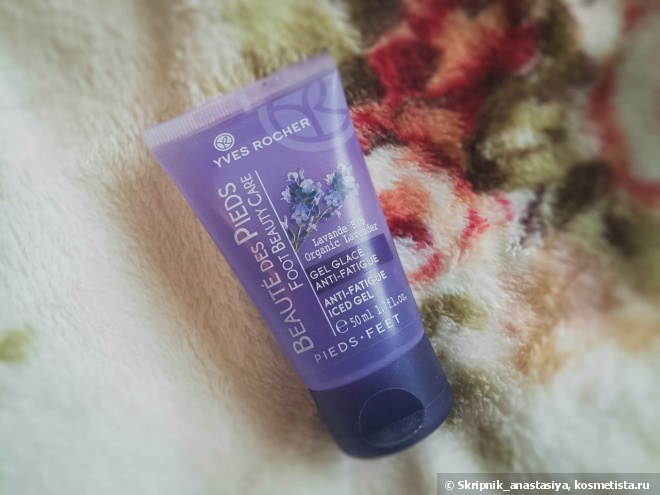 YVES ROCHER
BEAUTÉ DES PIEDS
FOOT BEAUTY CARE
Lavande Bio
Organic Lavender
GEL GLACÉ
ANTI-FATIGUE
ANTI-FATIGUE
ICED GEL
℮ 50 ml 1.7 fl.oz.
PIEDS • FEET
© Skripnik_anastasiya, kosmetista.ru